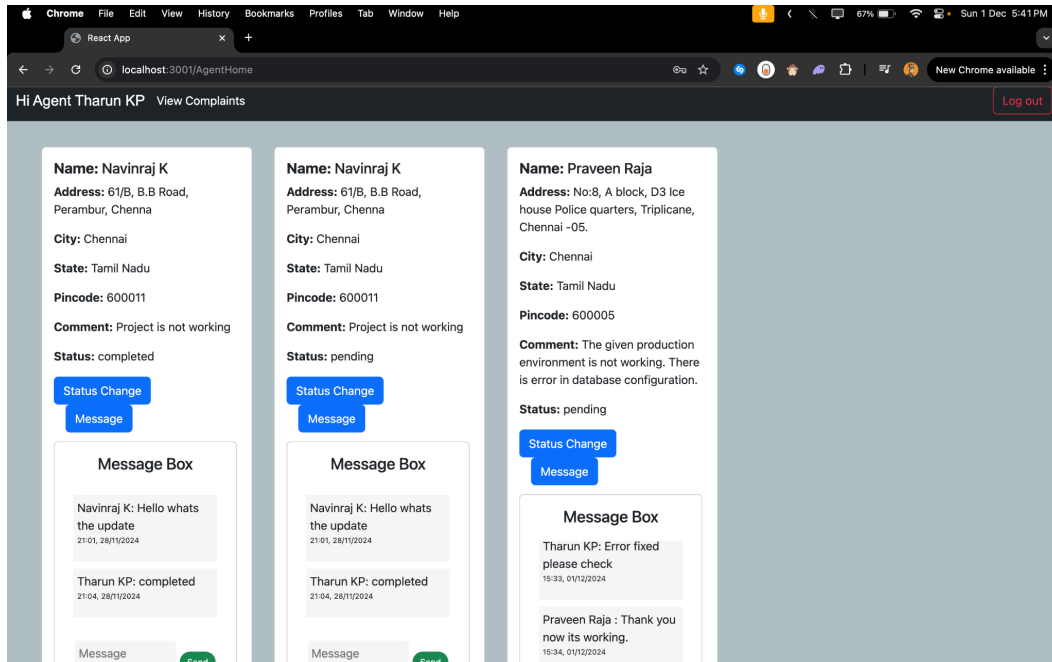 Chrome File Edit View History Bookmarks Profiles Tab Window Help
67% Sun 1 Dec 5:41 PM
React App
localhost:3001/AgentHome
New Chrome available
Hi Agent Tharun KP View Complaints
Log out
Name: Navinraj K
Address: 61/B, B.B Road,
Perambur, Chenna
City: Chennai
State: Tamil Nadu
Pincode: 600011
Comment: Project is not working
Status: completed
Status Change
Message
Message Box
Navinraj K: Hello whats
the update
21:01, 28/11/2024
Tharun KP: completed
21:04, 28/11/2024
Message
Send
Name: Navinraj K
Address: 61/B, B.B Road,
Perambur, Chenna
City: Chennai
State: Tamil Nadu
Pincode: 600011
Comment: Project is not working
Status: pending
Status Change
Message
Message Box
Navinraj K: Hello whats
the update
21:01, 28/11/2024
Tharun KP: completed
21:04, 28/11/2024
Message
Send
Name: Praveen Raja
Address: No:8, A block, D3 Ice
house Police quarters, Triplicane,
Chennai -05.
City: Chennai
State: Tamil Nadu
Pincode: 600005
Comment: The given production
environment is not working. There
is error in database configuration.
Status: pending
Status Change
Message
Message Box
Tharun KP: Error fixed
please check
15:33, 01/12/2024
Praveen Raja : Thank you
now its working.
15:34, 01/12/2024